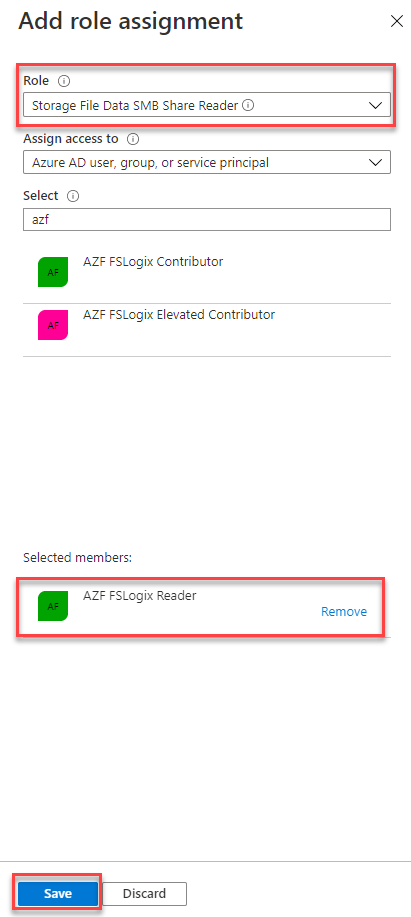 Add role assignment
Role
Storage File Data SMB Share Reader
Assign access to
Azure AD user, group, or service principal
Select
azf
AF
AZF FSLogix Contributor
AF
AZF FSLogix Elevated Contributor
Selected members:
AF
AZF FSLogix Reader
Remove
Save
Discard